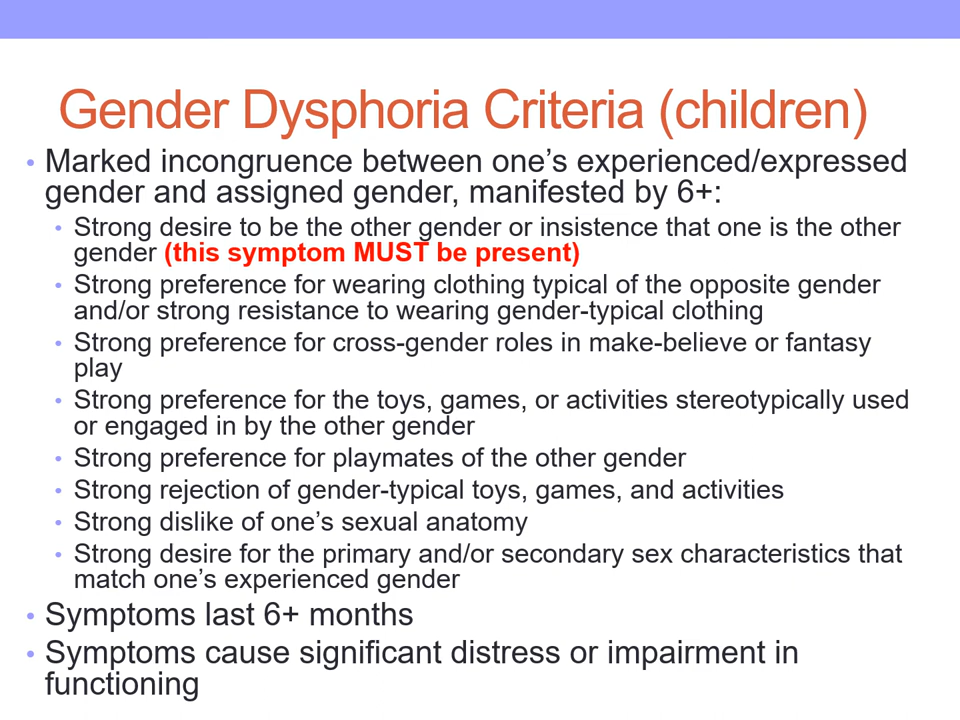 Gender Dysphoria Criteria (children)
• Marked incongruence between one’s experienced/expressed
gender and assigned gender, manifested by 6+:
• Strong desire to be the other gender or insistence that one is the other
gender (this symptom MUST be present)
• Strong preference for wearing clothing typical of the opposite gender
and/or strong resistance to wearing gender-typical clothing
• Strong preference for cross-gender roles in make-believe or fantasy
play
• Strong preference for the toys, games, or activities stereotypically used
or engaged in by the other gender
• Strong preference for playmates of the other gender
• Strong rejection of gender-typical toys, games, and activities
• Strong dislike of one’s sexual anatomy
• Strong desire for the primary and/or secondary sex characteristics that
match one’s experienced gender
• Symptoms last 6+ months
• Symptoms cause significant distress or impairment in
functioning